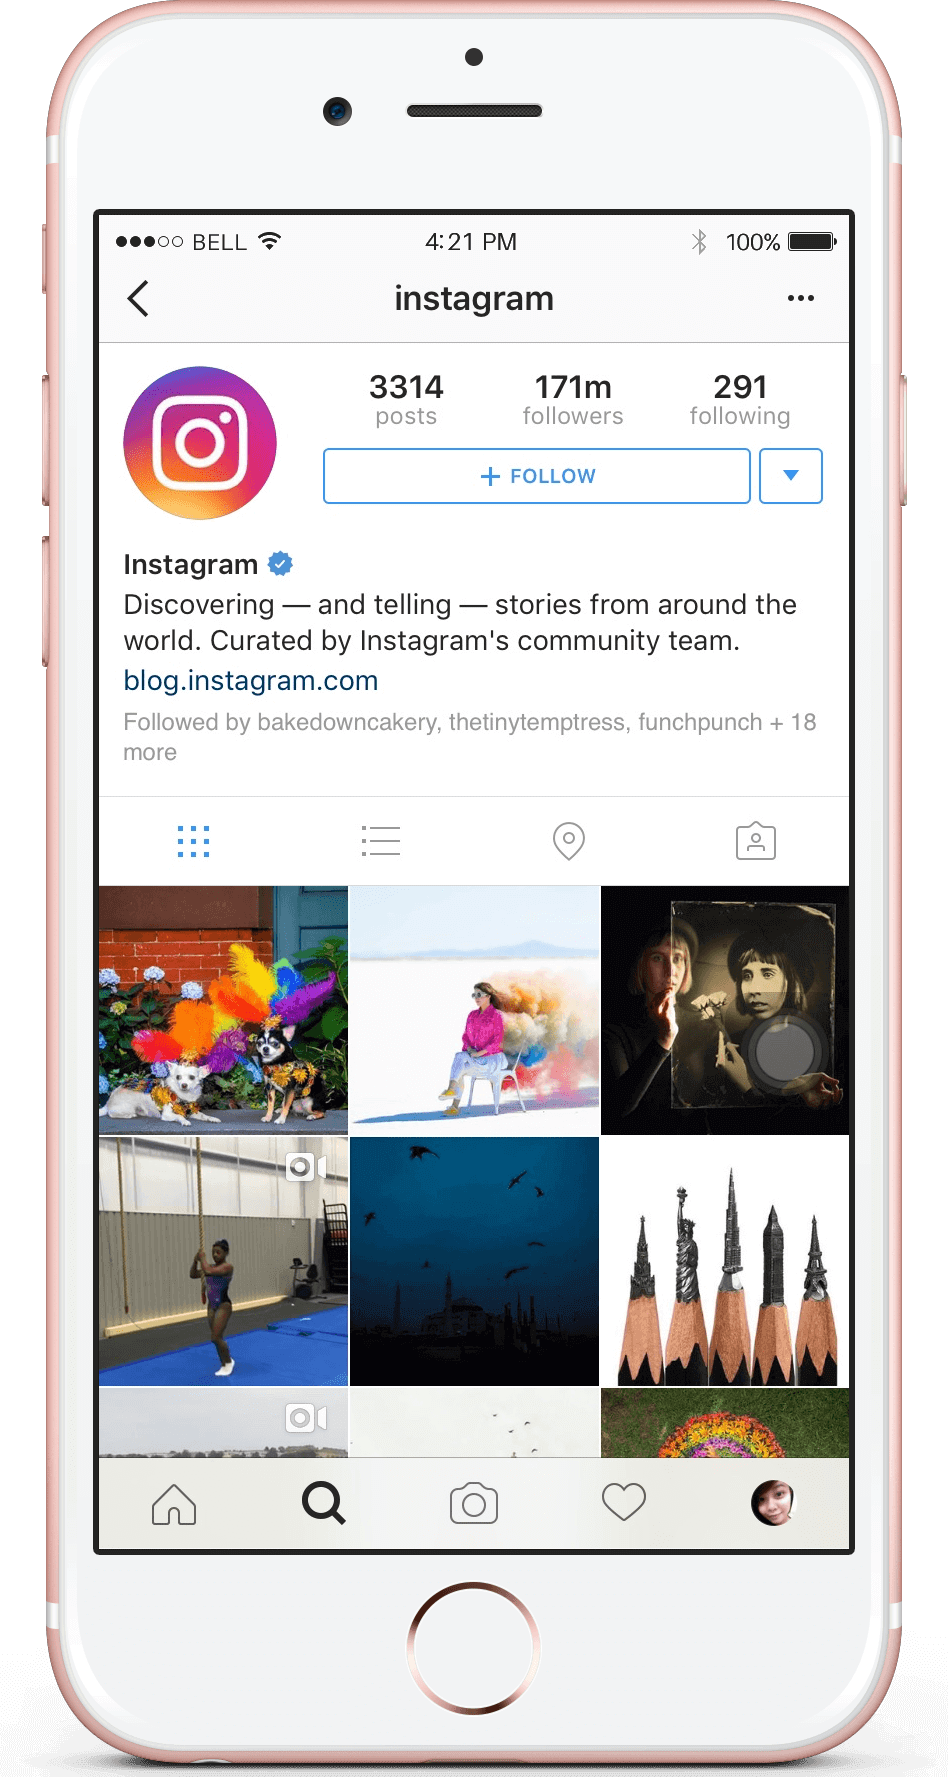 BELL
4:21 PM
100%
instagram
3314
171m
291
posts
followers
following
+ FOLLOW
Instagram
Discovering — and telling — stories from around the
world. Curated by Instagram's community team.
blog.instagram.com
Followed by bakedowncakery, thetinytemptress, funchpunch + 18
more